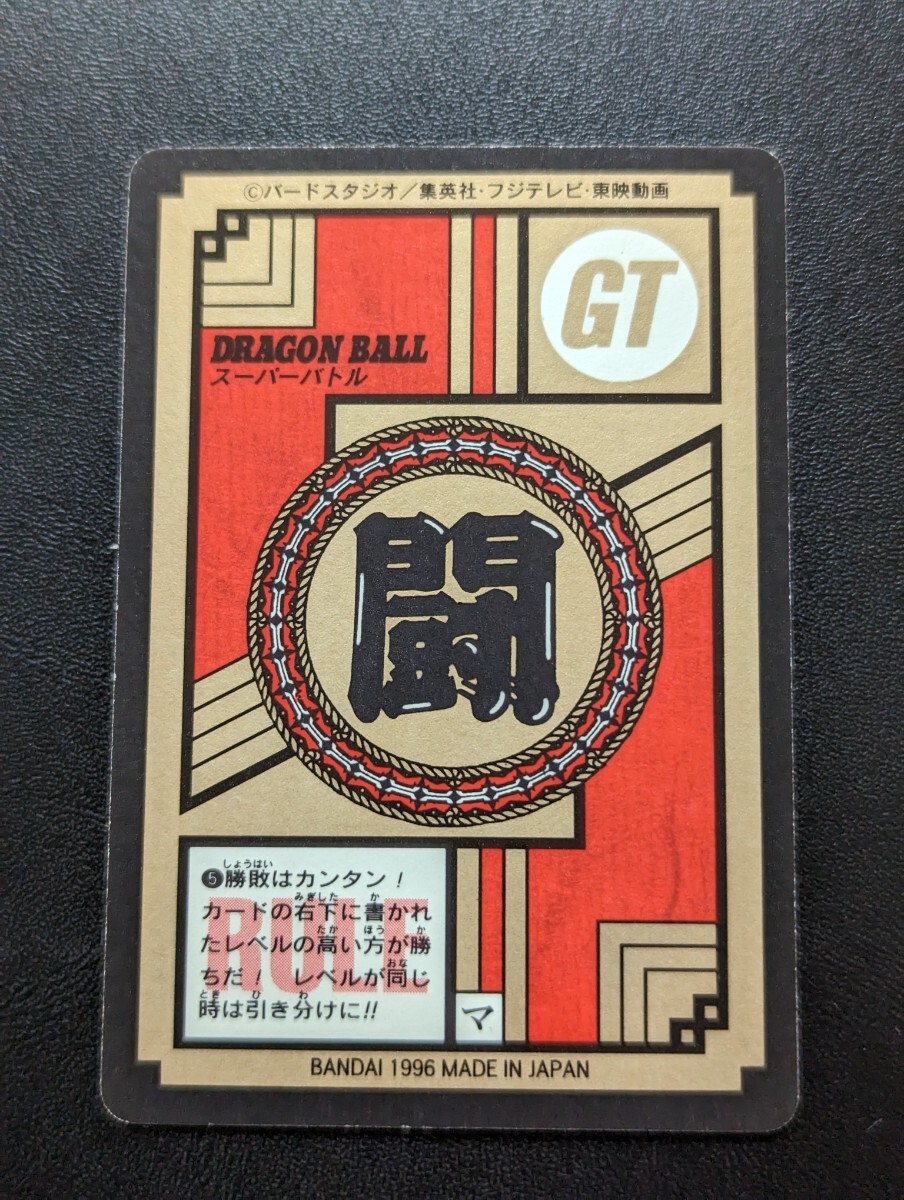 ©バードスタジオ／集英社・フジテレビ・東映動画
GT
DRAGON BALL
スーパーバトル
闘
RULE
しょうはい
❺勝敗はカンタン！
みぎした か
カードの右下に書かれ
たか ほう か
たレベルの高い方が勝
おな
ちだ！ レベルが同じ
とき ひ わ
時は引き分けに!!
マ
BANDAI 1996 MADE IN JAPAN